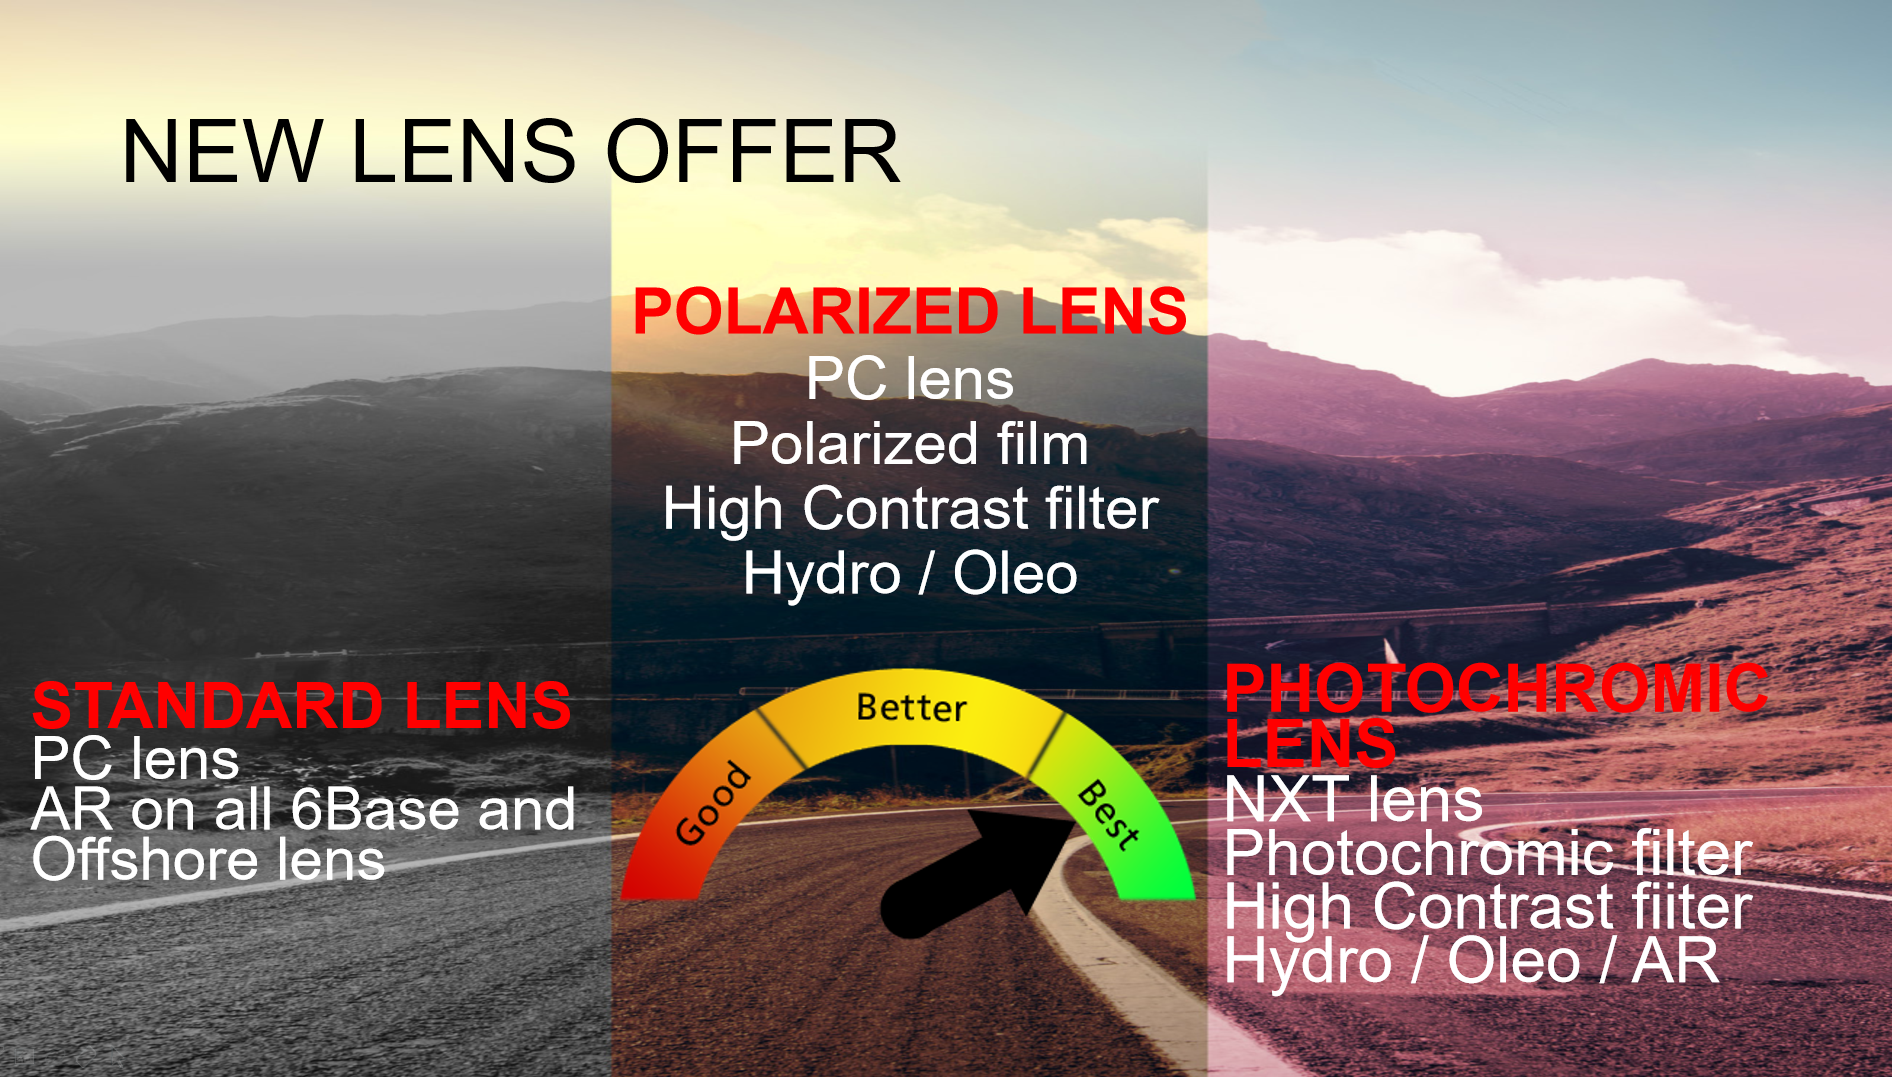 NEW LENS OFFER
POLARIZED LENS
PC lens
Polarized film
High Contrast filter
Hydro / Oleo
STANDARD LENS
PC lens
AR on all 6Base and
Offshore lens
Good
Better
Best
PHOTOCHROMIC
LENS
NXT lens
Photochromic filter
High Contrast fiiter
Hydro / Oleo / AR